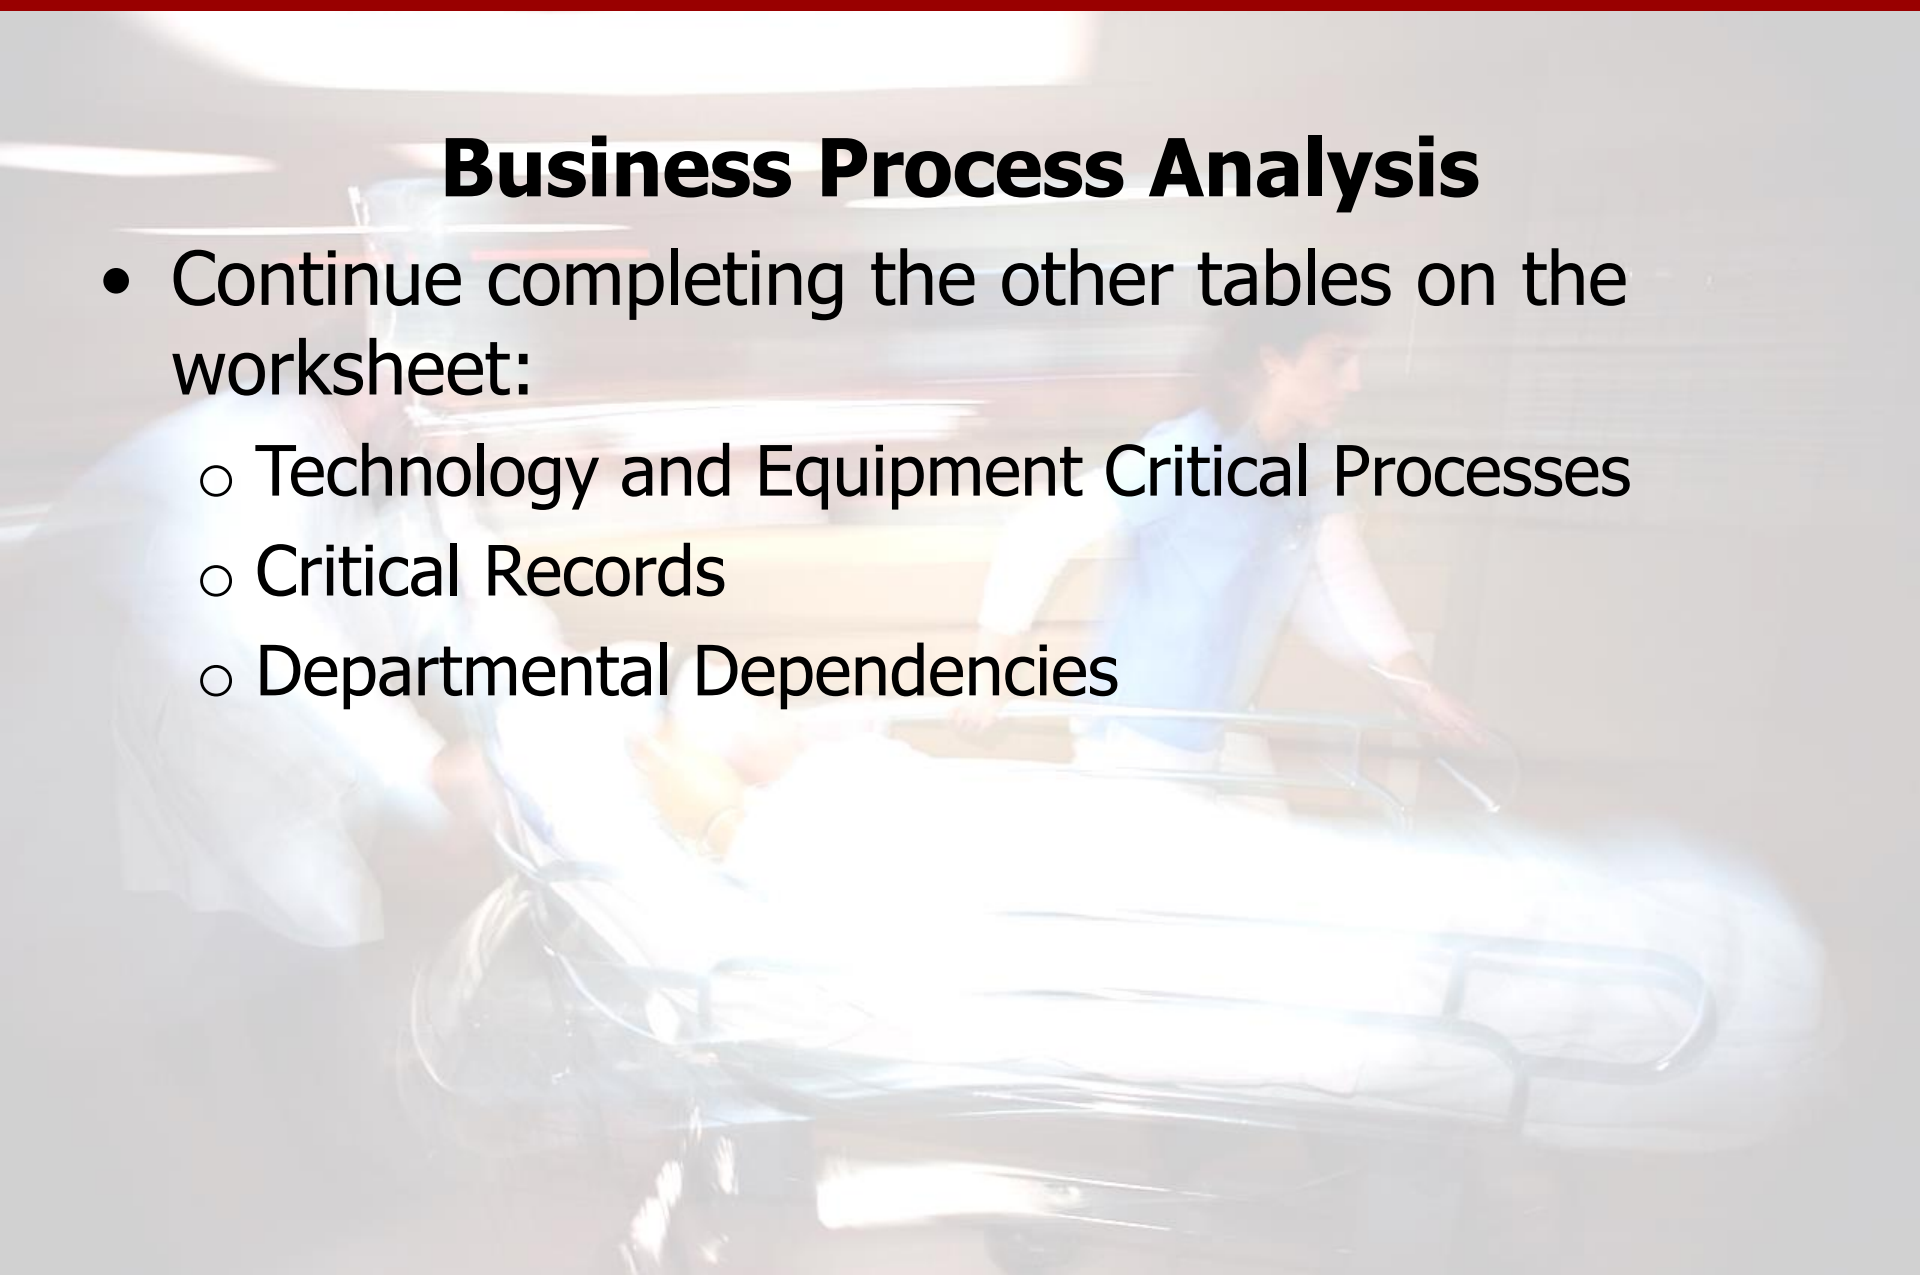 Business Process Analysis
• Continue completing the other tables on the
worksheet:
o Technology and Equipment Critical Processes
o Critical Records
o Departmental Dependencies